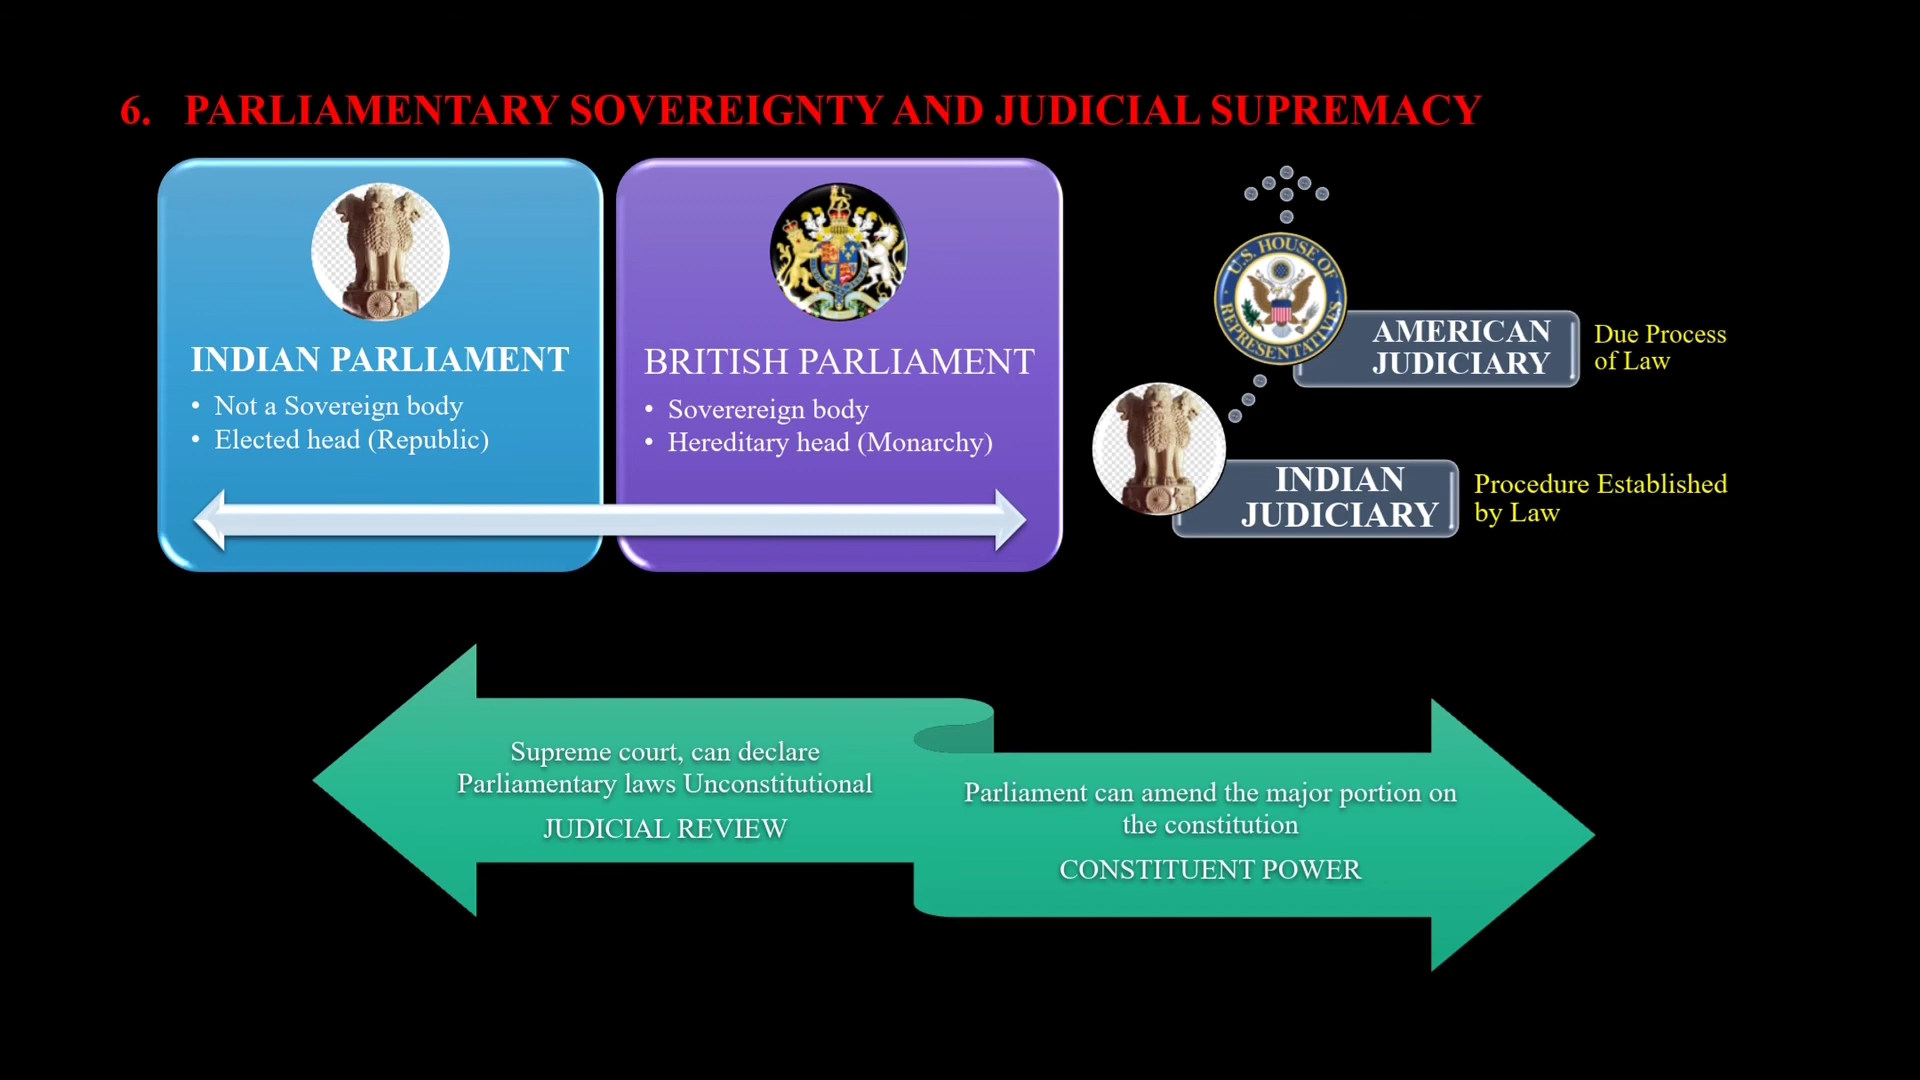 6. PARLIAMENTARY SOVEREIGNTY AND JUDICIAL SUPREMACY
INDIAN PARLIAMENT
• Not a Sovereign body
• Elected head (Republic)
BRITISH PARLIAMENT
• Soverereign body
• Hereditary head (Monarchy)
U.S. HOUSE OF
REPRESENTATIVES
AMERICAN
JUDICIARY
Due Process
of Law
INDIAN
JUDICIARY
Procedure Established
by Law
Supreme court, can declare
Parliamentary laws Unconstitutional
JUDICIAL REVIEW
Parliament can amend the major portion on
the constitution
CONSTITUENT POWER